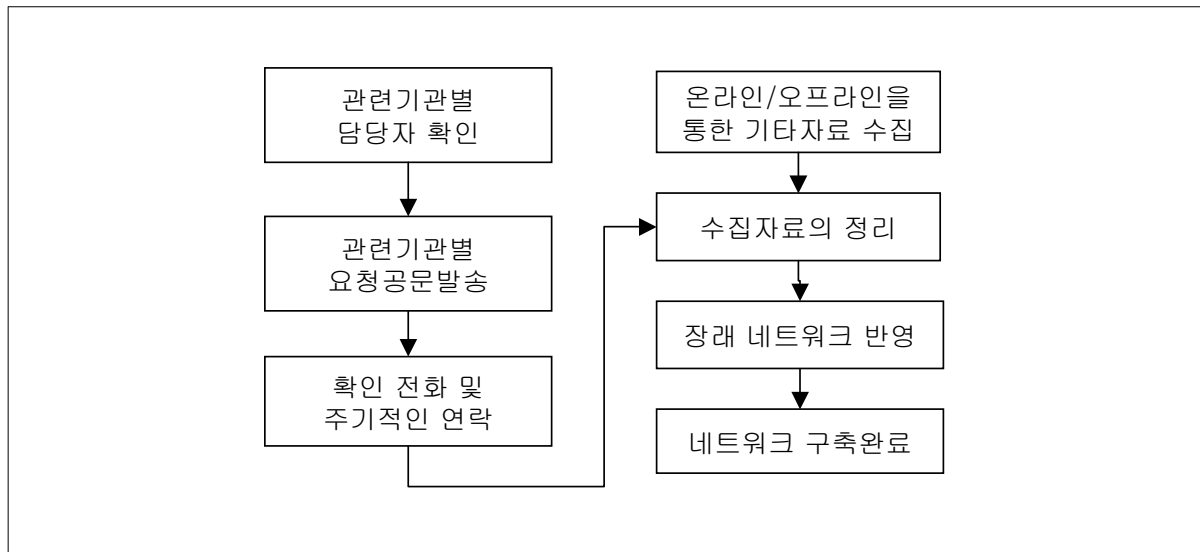 관련기관별
담당자 확인
관련기관별
요청공문발송
확인 전화 및
주기적인 연락
온라인/오프라인을
통한 기타자료 수집
수집자료의 정리
장래 네트워크 반영
네트워크 구축완료